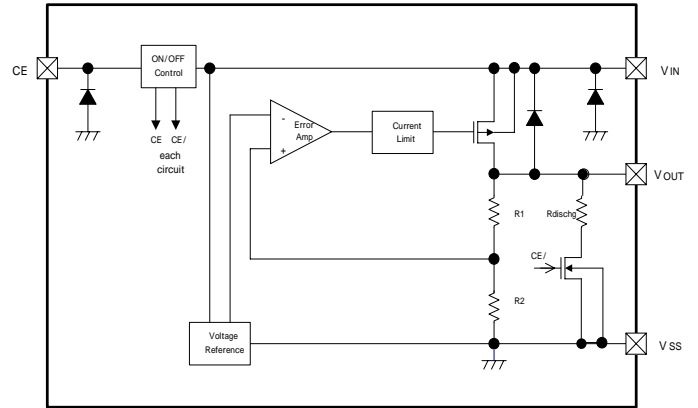 CE
ON/OFF
Control
VIN
CE CE/
each
circuit
-
Error
Amp
+
Current
Limit
VOUT
R1
Rdischg
CE/
R2
Voltage
Reference
VSS